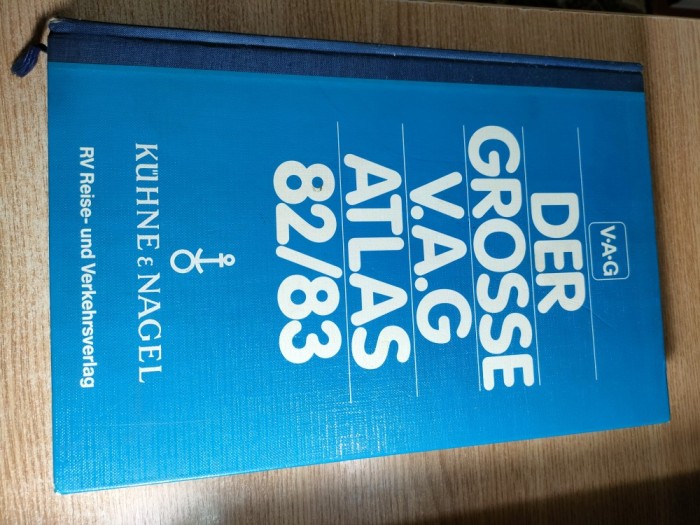 V·A·G
DER
GROSSE
V.A.G
ATLAS
82/83
KÜHNE & NAGEL
RV Reise- und Verkehrsverlag